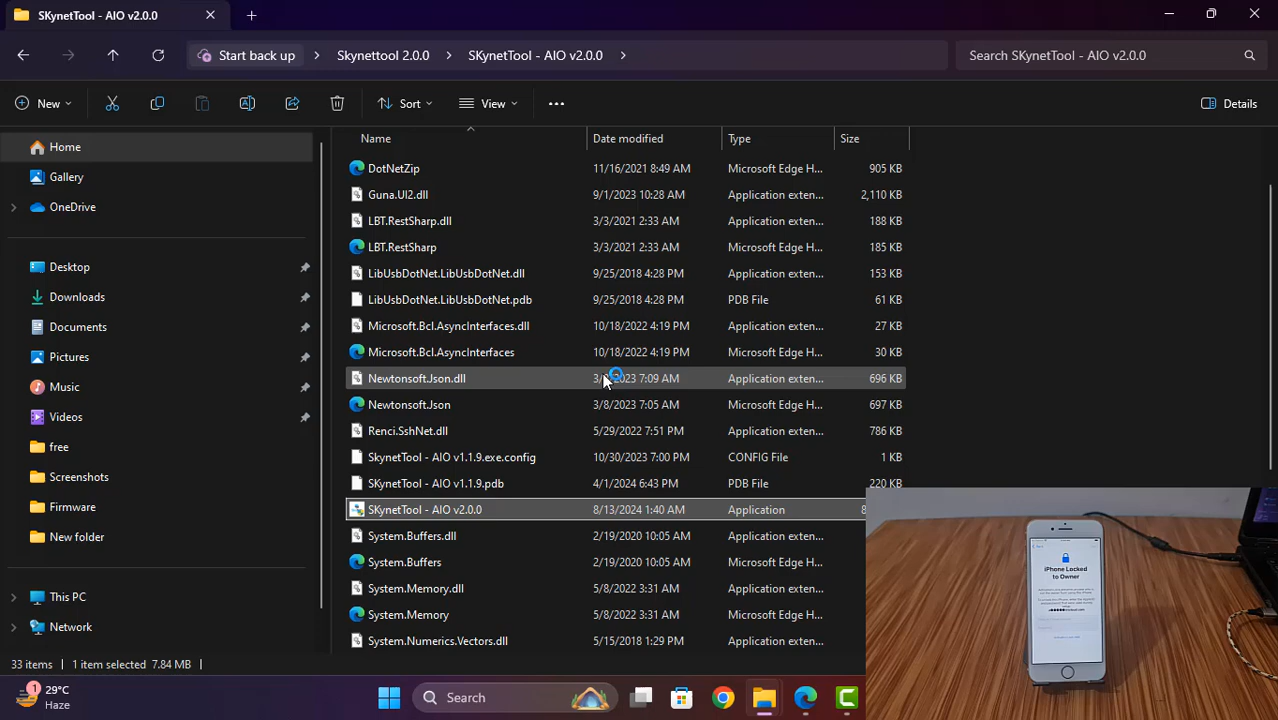 SKynetTool - AIO v2.0.0
Start back up
Skynettool 2.0.0
SKynetTool - AIO v2.0.0
Search SKynetTool - AIO v2.0.0
New
Sort
View
Details
Home
Gallery
OneDrive
Desktop
Downloads
Documents
Pictures
Music
Videos
free
Screenshots
Firmware
New folder
This PC
Network
Name Date modified Type Size
DotNetZip 11/16/2021 8:49 AM Microsoft Edge H... 905 KB
Guna.UI2.dll 9/1/2023 10:28 AM Application exten... 2,110 KB
LBT.RestSharp.dll 3/3/2021 2:33 AM Application exten... 188 KB
LBT.RestSharp 3/3/2021 2:33 AM Microsoft Edge H... 185 KB
LibUsbDotNet.LibUsbDotNet.dll 9/25/2018 4:28 PM Application exten... 153 KB
LibUsbDotNet.LibUsbDotNet.pdb 9/25/2018 4:28 PM PDB File 61 KB
Microsoft.Bcl.AsyncInterfaces.dll 10/18/2022 4:19 PM Application exten... 27 KB
Microsoft.Bcl.AsyncInterfaces 10/18/2022 4:19 PM Microsoft Edge H... 30 KB
Newtonsoft.Json.dll 7:09 AM Application exten... 696 KB
Newtonsoft.Json 3/8/2023 7:05 AM Microsoft Edge H... 697 KB
Renci.SshNet.dll 5/29/2022 7:51 PM Application exten... 786 KB
SkynetTool - AIO v1.1.9.exe.config 10/30/2023 7:00 PM CONFIG File 1 KB
SKynetTool - AIO v1.1.9.pdb 4/1/2024 6:43 PM PDB File 220 KB
SKynetTool - AIO v2.0.0 8/13/2024 1:40 AM Application 8
System.Buffers.dll 2/19/2020 10:05 AM Application exten...
System.Buffers 2/19/2020 10:05 AM Microsoft Edge H...
System.Memory.dll 5/8/2022 3:31 AM Application exten...
System.Memory 5/8/2022 3:31 AM Microsoft Edge H...
System.Numerics.Vectors.dll 5/15/2018 1:29 PM Application exten...
iPhone Locked
to Owner
33 items
1 item selected 7.84 MB
1
29°C
Haze
Search